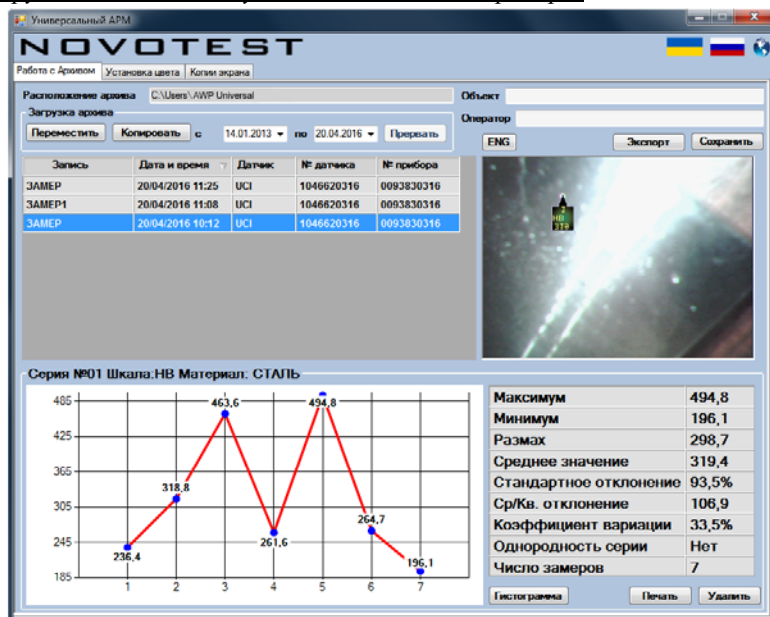 Универсальный АРМ
NOVOTEST
Работа с Архивом Установка цвета Копии экрана
Расположение архива C:\Users\AWP Universal Объект
Загрузка архива Оператор
Переместить Копировать с 14.01.2013 по 20.04.2016 Прервать ENG Экспорт Сохранить
Запись Дата и время Датчик № датчика № прибора
ЗАМЕР 20/04/2016 11:25 UCI 1046620316 0093830316
ЗАМЕР1 20/04/2016 11:08 UCI 1046620316 0093830316
ЗАМЕР 20/04/2016 10:12 UCI 1046620316 0093830316
HB
Серия №01 Шкала:HB Материал: СТАЛЬ
485
425
365
305
245
185
236,4
318,8
463,6
261,6
494,8
264,7
196,1
1 2 3 4 5 6 7
Максимум 494,8
Минимум 196,1
Размах 298,7
Среднее значение 319,4
Стандартное отклонение 93,5%
Ср/Кв. отклонение 106,9
Коэффициент вариации 33,5%
Однородность серии Нет
Число замеров 7
Гистограмма Печать Удалить